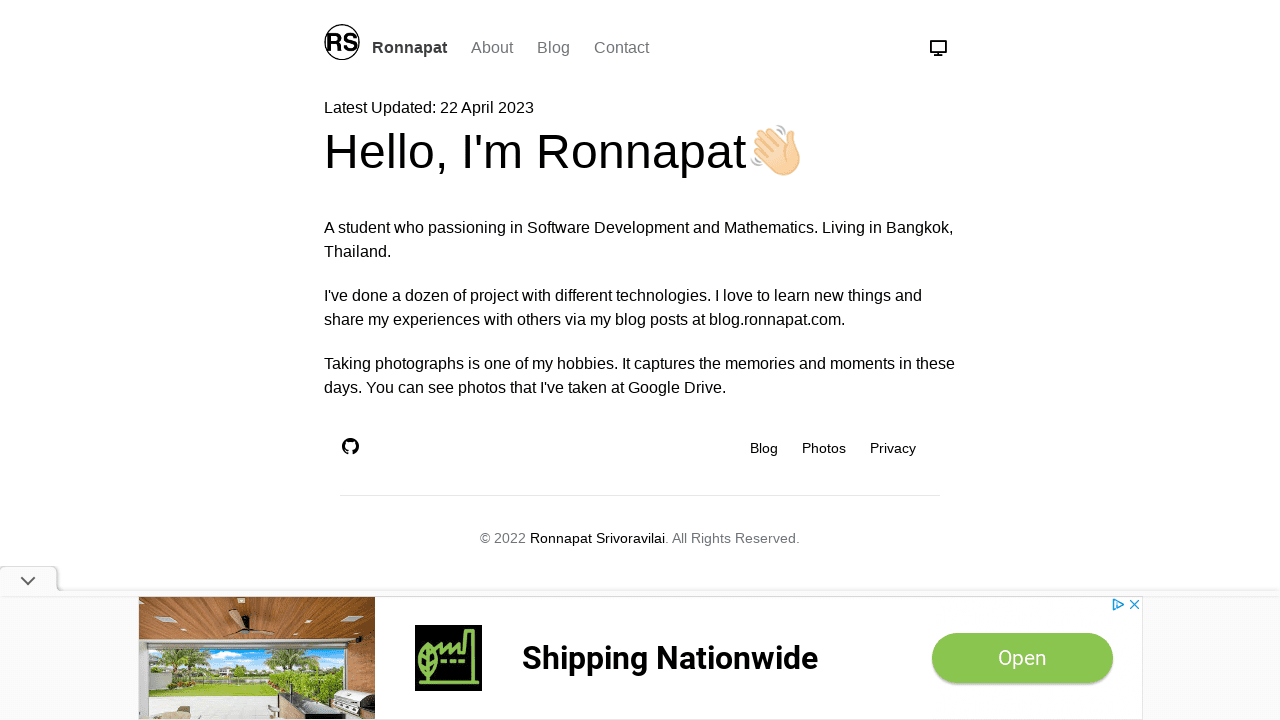 RS Ronnapat About Blog Contact
Latest Updated: 22 April 2023
Hello, I'm Ronnapat👋🏻
A student who passioning in Software Development and Mathematics. Living in Bangkok,
Thailand.
I've done a dozen of project with different technologies. I love to learn new things and
share my experiences with others via my blog posts at blog.ronnapat.com.
Taking photographs is one of my hobbies. It captures the memories and moments in these
days. You can see photos that I've taken at Google Drive.
Blog Photos Privacy
© 2022 Ronnapat Srivoravilai. All Rights Reserved.
Shipping Nationwide
Open